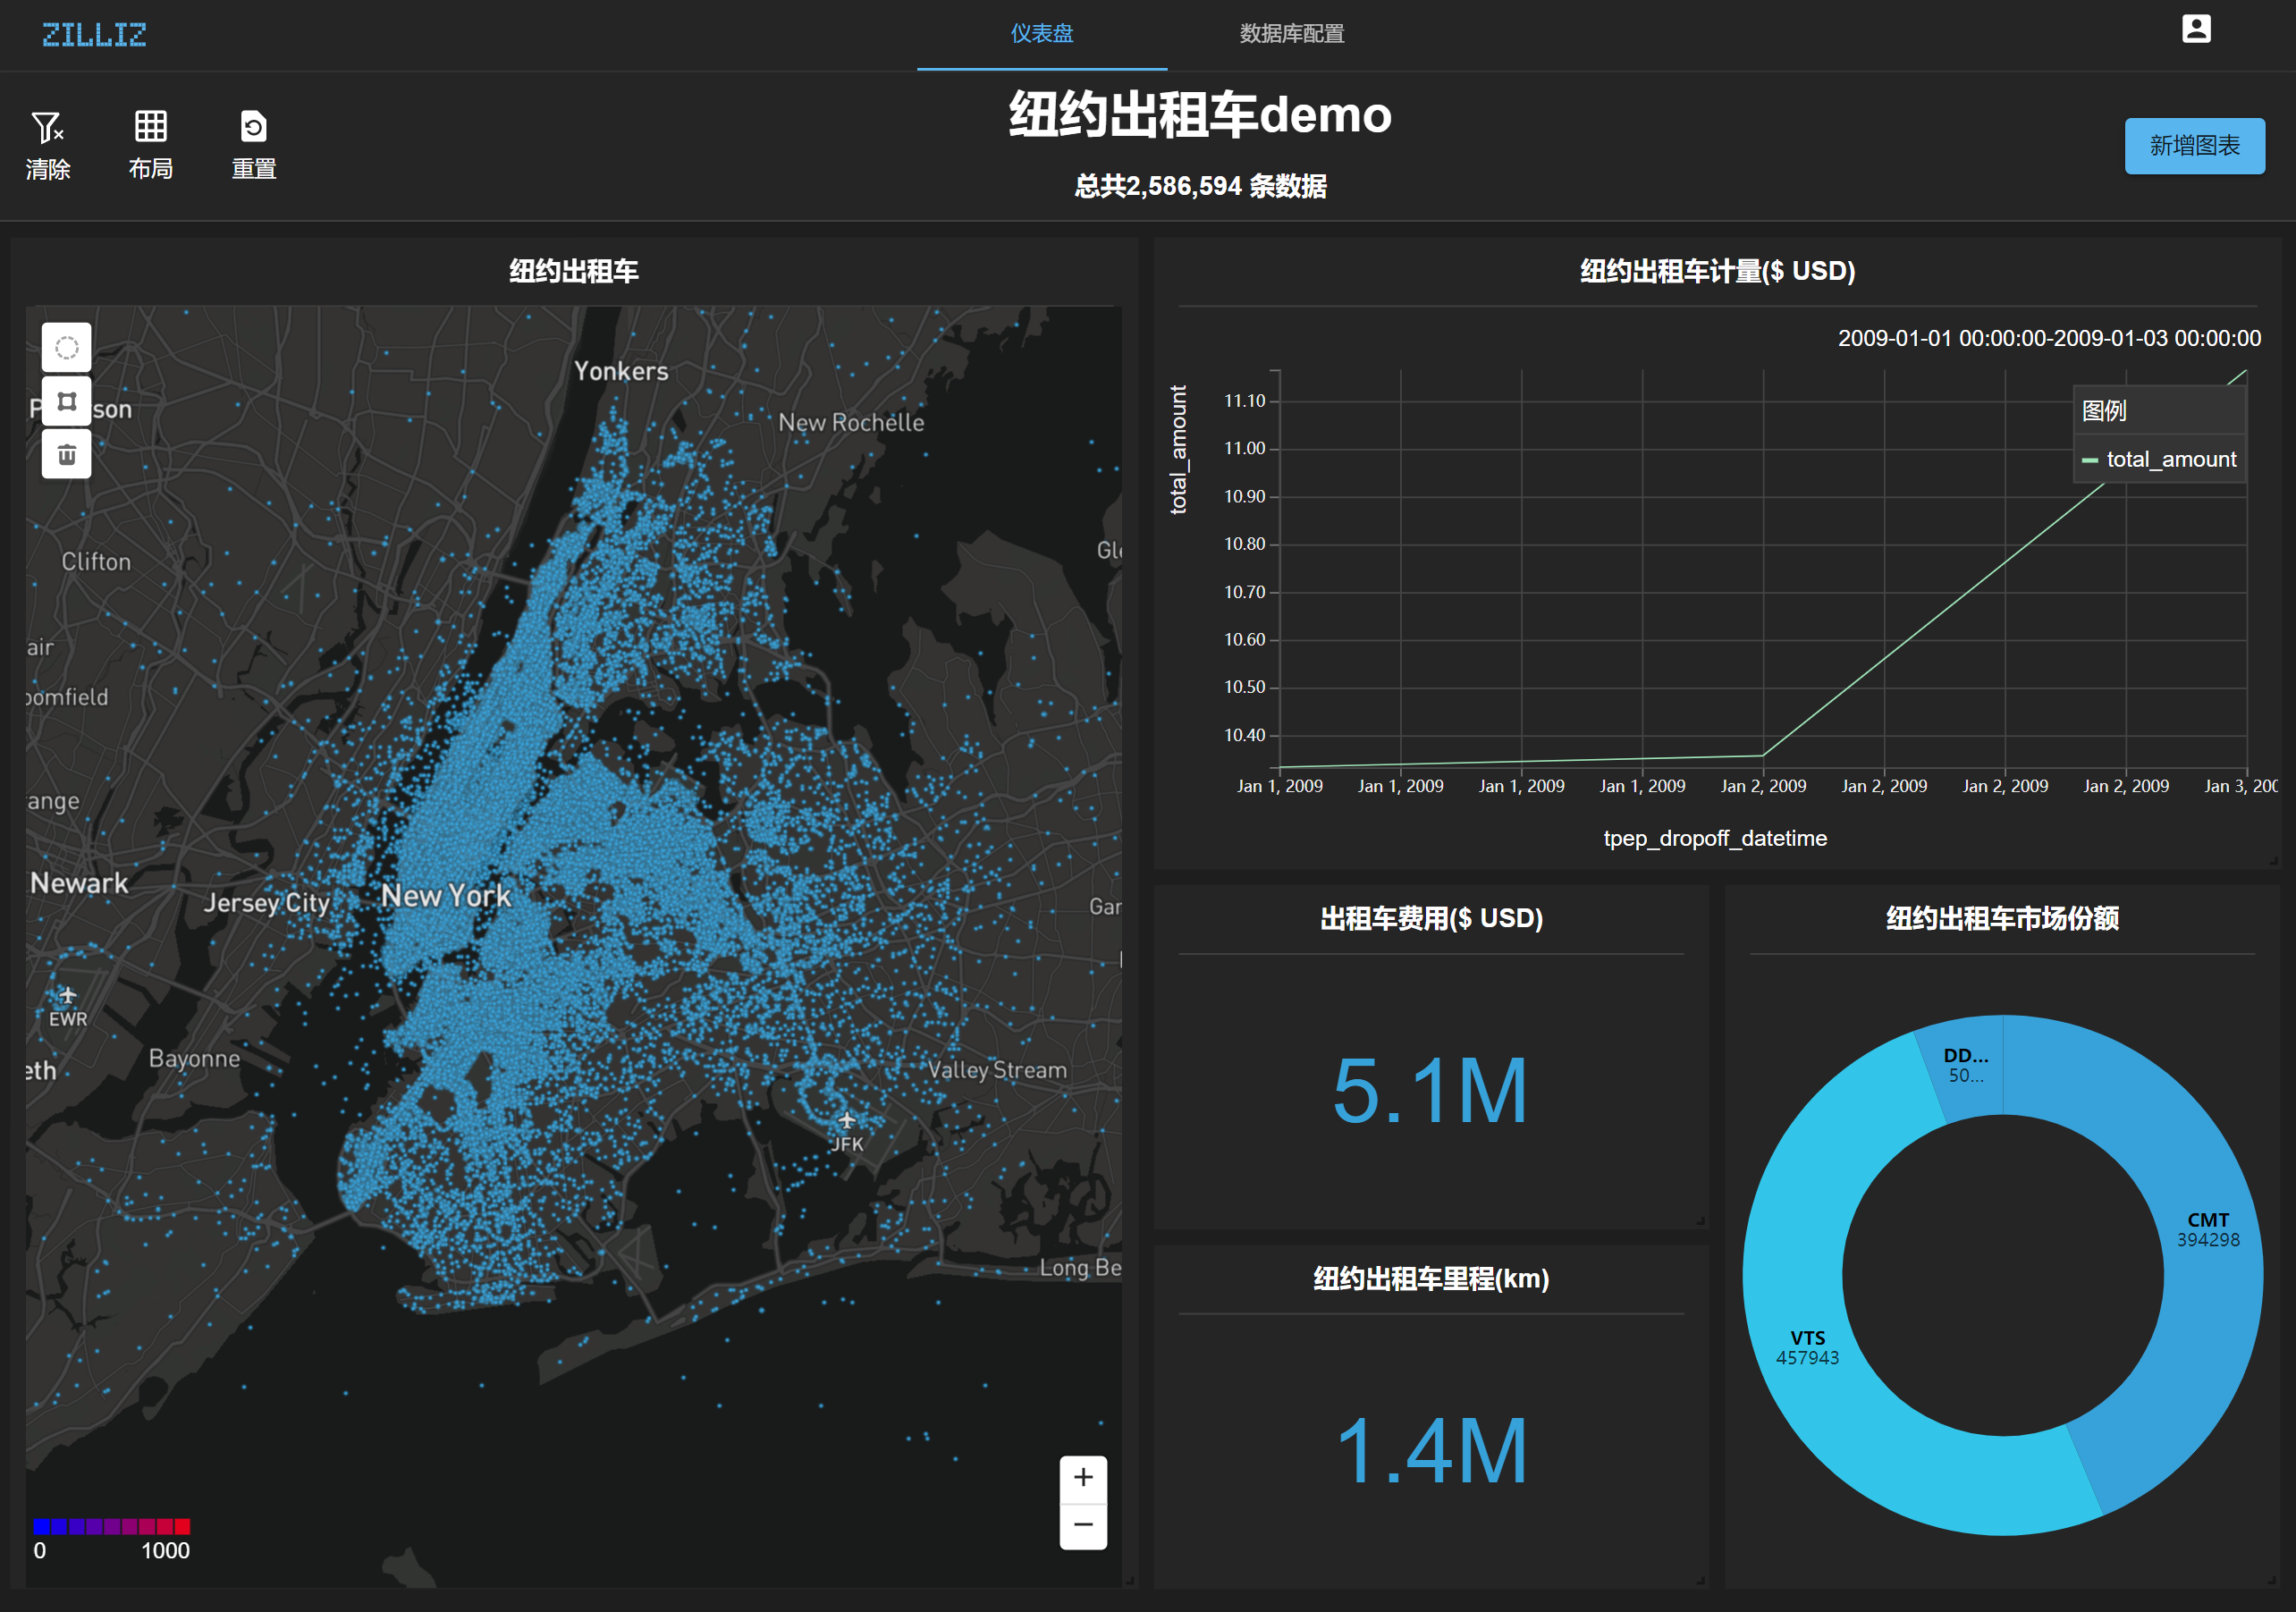 ZILLIZ
仪表盘
数据库配置
清除
布局
重置
纽约出租车demo
总共2,586,594 条数据
新增图表
纽约出租车
Yonkers
New Rochelle
son
Clifton
Gl
air
oomfield
ange
Newark
Jersey City
New York
Gar
EWR
Bayonne
eth
Valley Stream
JFK
Long Be
0
1000
+
−
纽约出租车计量($ USD)
2009-01-01 00:00:00-2009-01-03 00:00:00
total_amount
11.10
11.00
10.90
10.80
10.70
10.60
10.50
10.40
图例
total_amount
Jan 1, 2009
Jan 1, 2009
Jan 1, 2009
Jan 1, 2009
Jan 2, 2009
Jan 2, 2009
Jan 2, 2009
Jan 2, 2009
Jan 3, 200
tpep_dropoff_datetime
出租车费用($ USD)
5.1M
纽约出租车里程(km)
1.4M
纽约出租车市场份额
DD...
50...
CMT
394298
VTS
457943